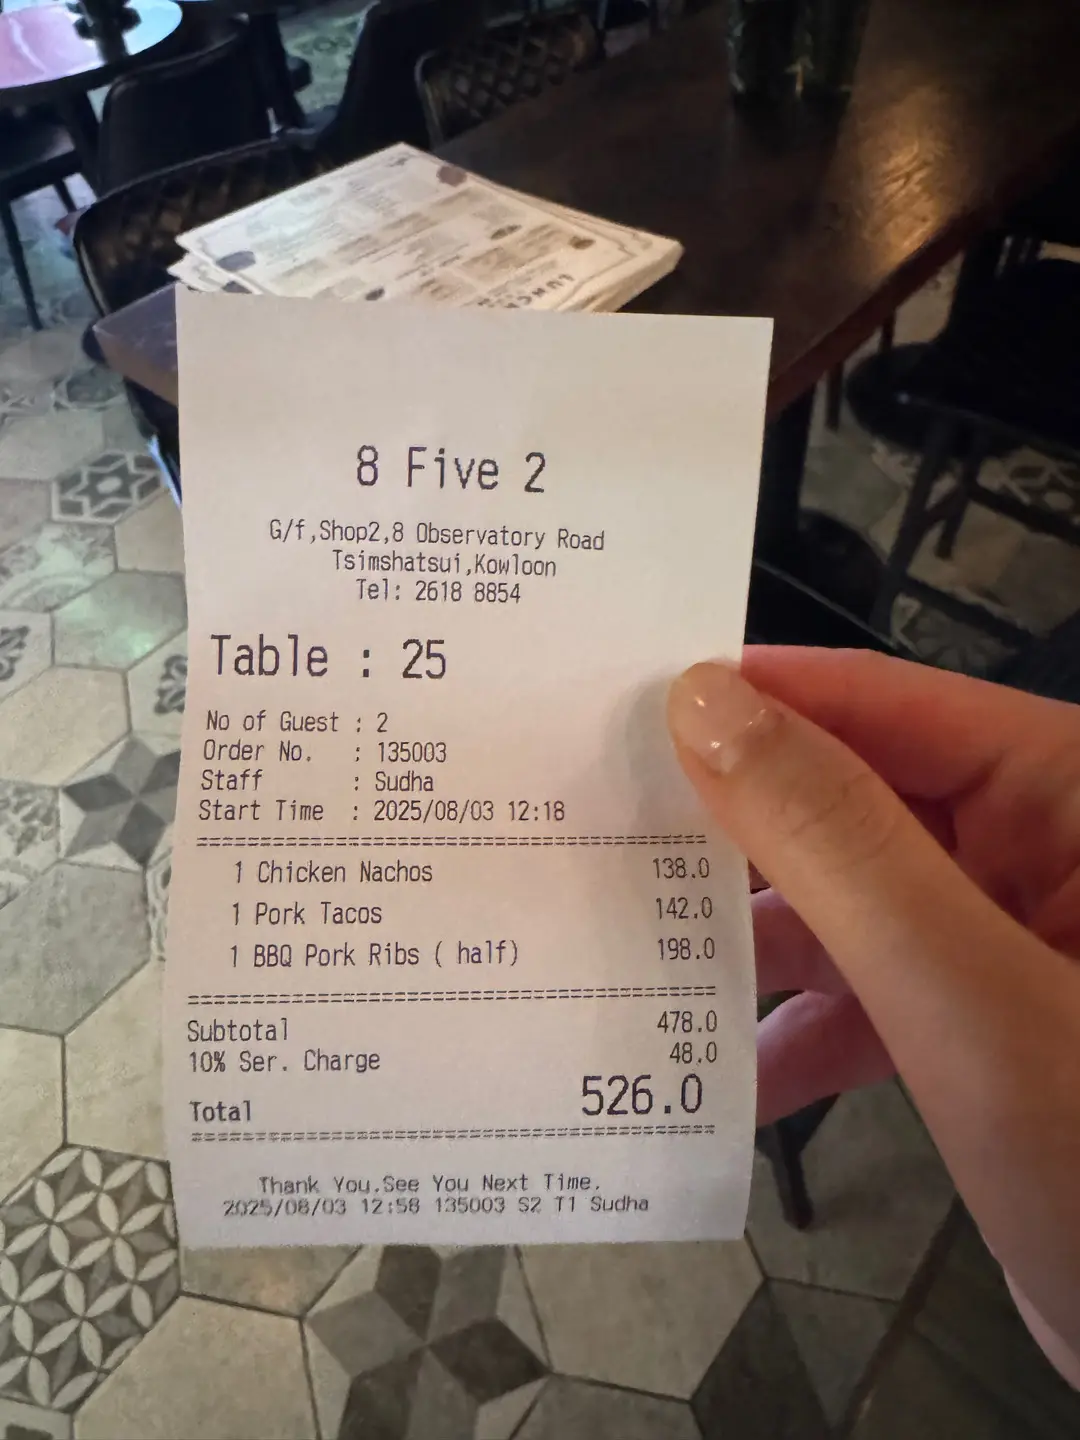 LUNCH
8 Five 2
G/f,Shop2,8 Observatory Road
Tsimshatsui,Kowloon
Tel: 2618 8854
Table : 25
No of Guest : 2
Order No. : 135003
Staff : Sudha
Start Time : 2025/08/03 12:18
1 Chicken Nachos 138.0
1 Pork Tacos 142.0
1 BBQ Pork Ribs ( half) 198.0
Subtotal 478.0
10% Ser. Charge 48.0
Total 526.0
Thank You.See You Next Time.
2025/08/03 12:58 135003 S2 T1 Sudha